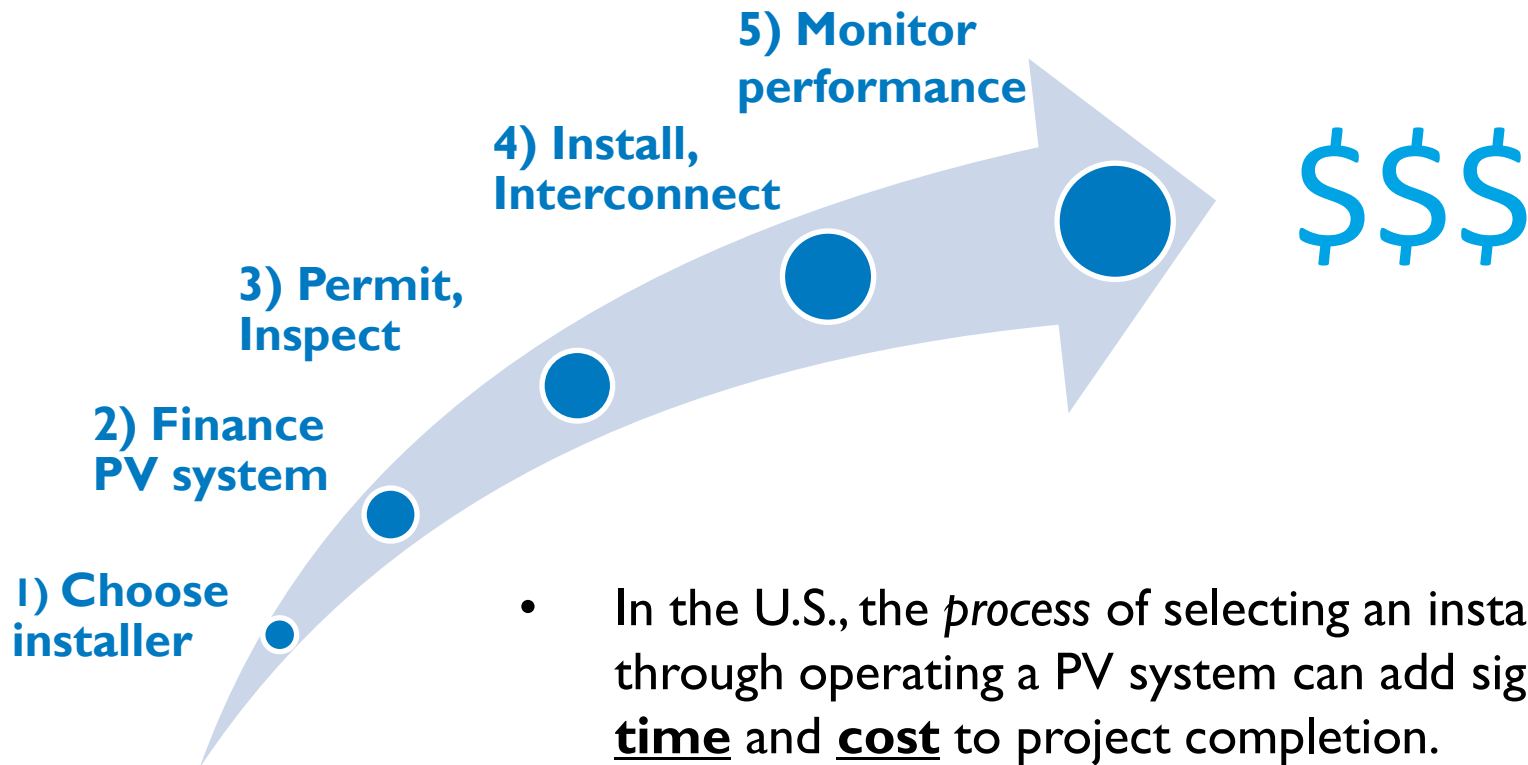 5) Monitor
performance
$$$
4) Install,
Interconnect
3) Permit,
Inspect
2) Finance
PV system
1) Choose
installer
• In the U.S., the process of selecting an insta
through operating a PV system can add sig
time and cost to project completion.